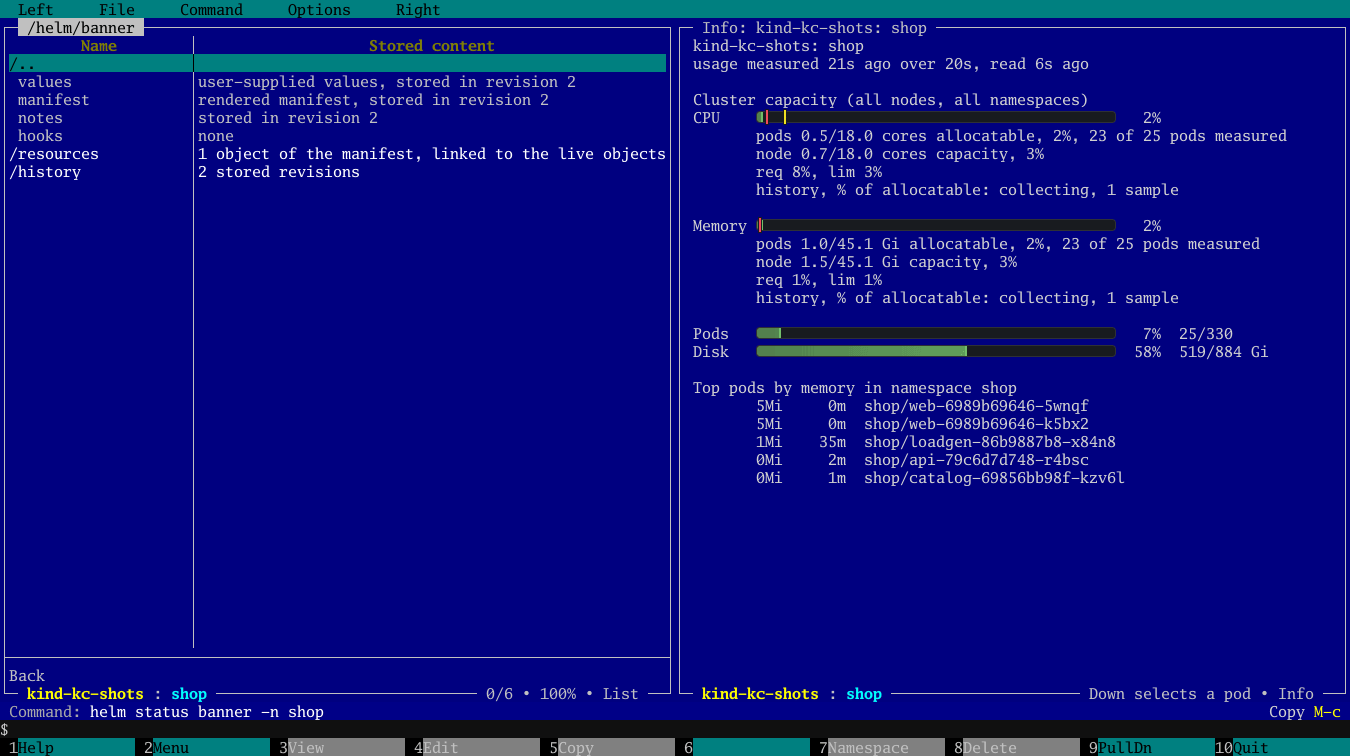 Left File Command Options Right
/helm/banner
Name Stored content
/..
values user-supplied values, stored in revision 2
manifest rendered manifest, stored in revision 2
notes stored in revision 2
hooks none
/resources 1 object of the manifest, linked to the live objects
/history 2 stored revisions
Back
kind-kc-shots : shop 0/6 • 100% • List
Info: kind-kc-shots: shop
kind-kc-shots: shop
usage measured 21s ago over 20s, read 6s ago
Cluster capacity (all nodes, all namespaces)
CPU 2%
pods 0.5/18.0 cores allocatable, 2%, 23 of 25 pods measured
node 0.7/18.0 cores capacity, 3%
req 8%, lim 3%
history, % of allocatable: collecting, 1 sample
Memory 2%
pods 1.0/45.1 Gi allocatable, 2%, 23 of 25 pods measured
node 1.5/45.1 Gi capacity, 3%
req 1%, lim 1%
history, % of allocatable: collecting, 1 sample
Pods 7% 25/330
Disk 58% 519/884 Gi
Top pods by memory in namespace shop
5Mi 0m shop/web-6989b69646-5wnqf
5Mi 0m shop/web-6989b69646-k5bx2
1Mi 35m shop/loadgen-86b9887b8-x84n8
0Mi 2m shop/api-79c6d7d748-r4bsc
0Mi 1m shop/catalog-69856bb98f-kzv6l
kind-kc-shots : shop Down selects a pod • Info
Command: helm status banner -n shop Copy M-c
$
1Help 2Menu 3View 4Edit 5Copy 6 7Namespace 8Delete 9PullDn 10Quit